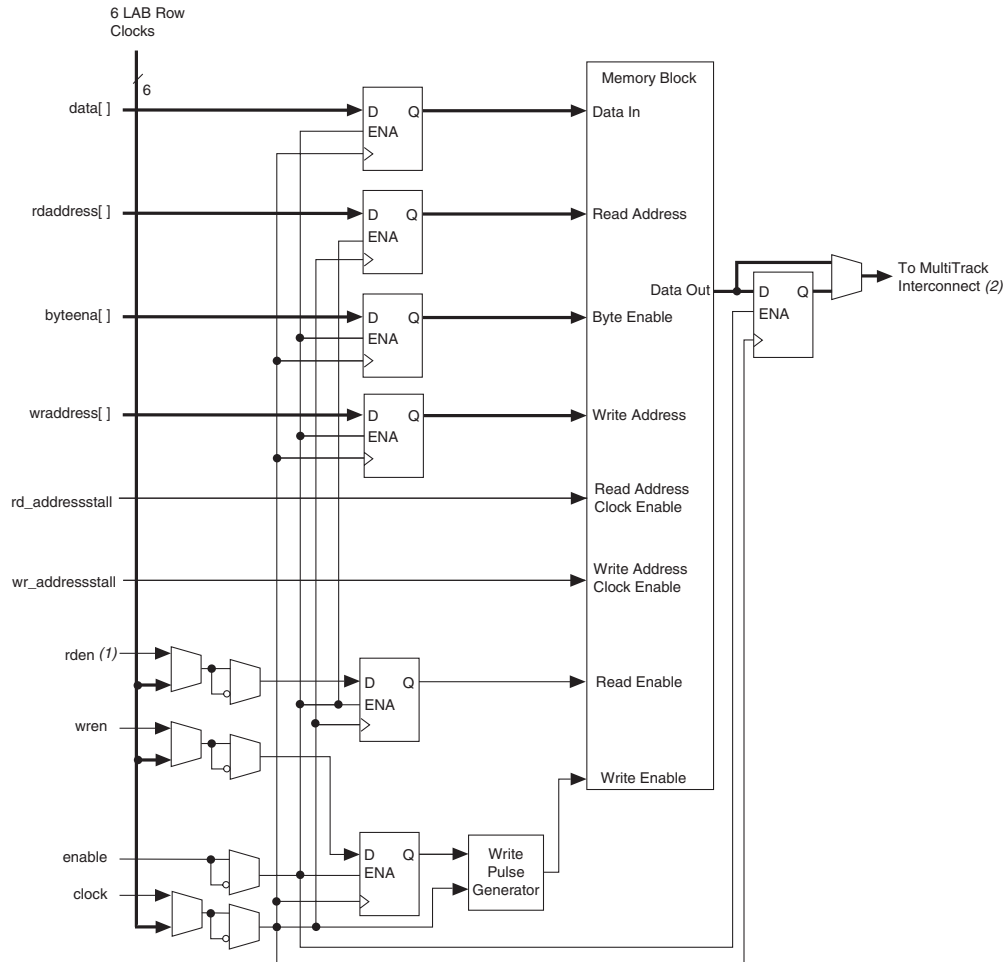 6 LAB Row
Clocks
6
data[ ]
D Q
ENA
Memory Block
Data In
rdaddress[ ]
D Q
ENA
Read Address
Data Out
D Q
ENA
To MultiTrack
Interconnect (2)
byteena[ ]
D Q
ENA
Byte Enable
wraddress[ ]
D Q
ENA
Write Address
rd_addressstall
Read Address
Clock Enable
wr_addressstall
Write Address
Clock Enable
rden (1)
D Q
ENA
Read Enable
wren
Write Enable
enable
D Q
ENA
Write
Pulse
Generator
clock